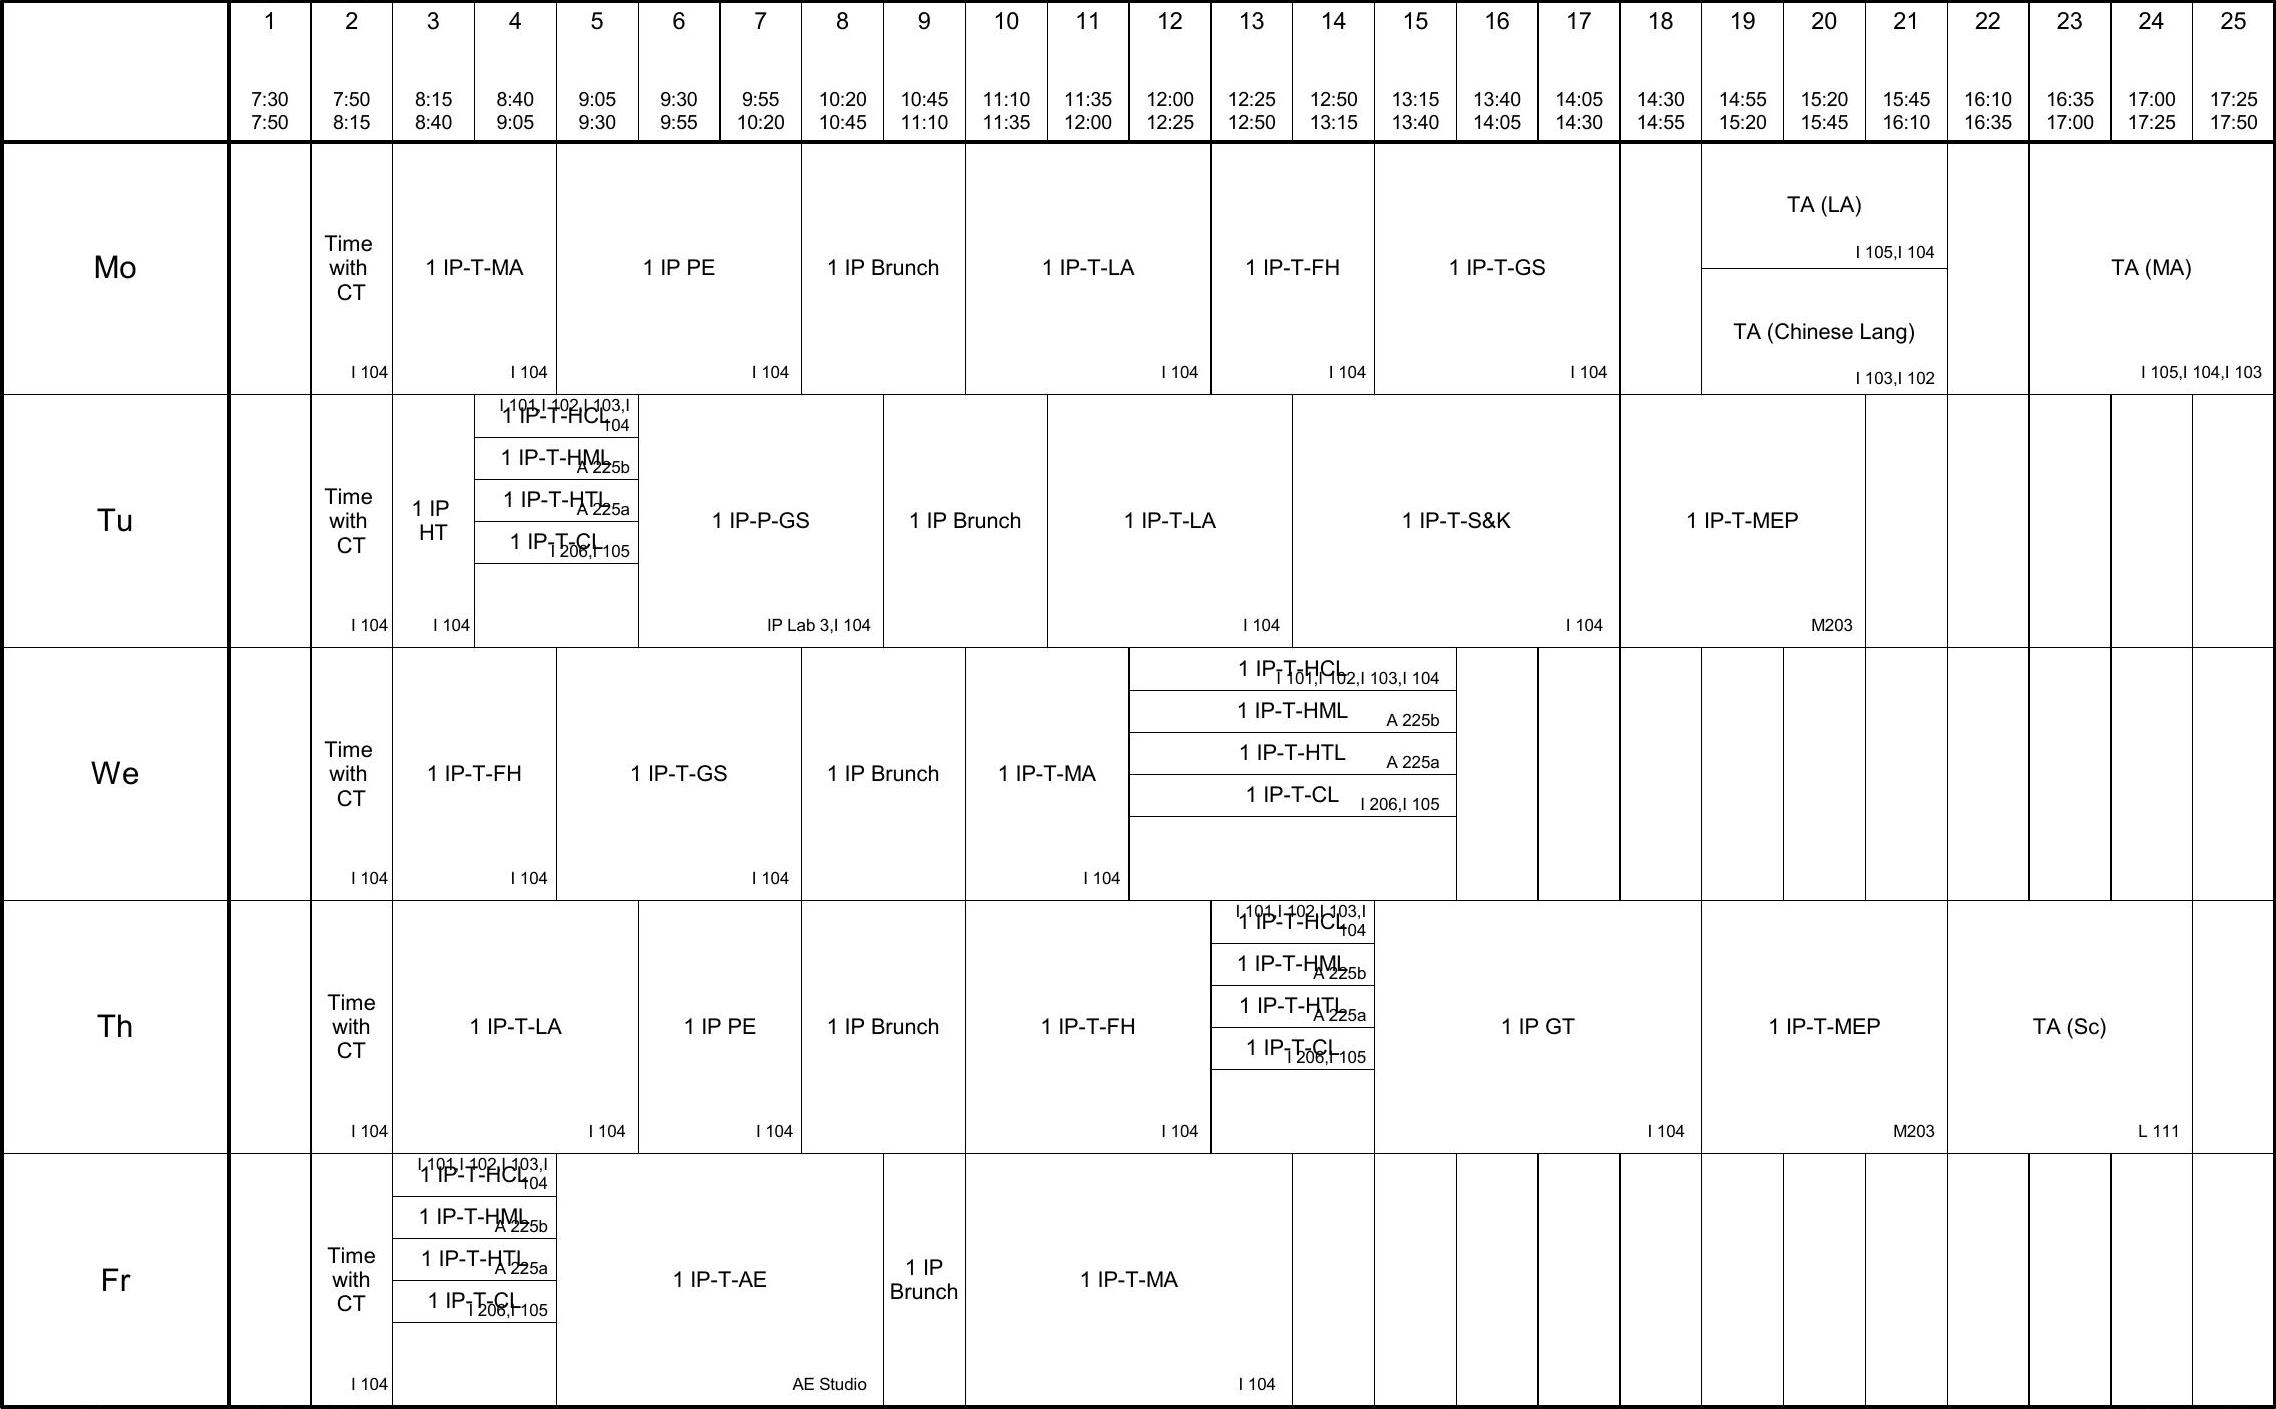 1 2 3 4 5 6 7 8 9 10 11 12 13 14 15 16 17 18 19 20 21 22 23 24 25
7:30 7:50 8:15 8:40 9:05 9:30 9:55 10:20 10:45 11:10 11:35 12:00 12:25 12:50 13:15 13:40 14:05 14:30 14:55 15:20 15:45 16:10 16:35 17:00 17:25
7:50 8:15 8:40 9:05 9:30 9:55 10:20 10:45 11:10 11:35 12:00 12:25 12:50 13:15 13:40 14:05 14:30 14:55 15:20 15:45 16:10 16:35 17:00 17:25 17:50
Mo
Time
with
CT
I 104
1 IP-T-MA
I 104
1 IP PE
I 104
1 IP Brunch
1 IP-T-LA
I 104
1 IP-T-FH
I 104
1 IP-T-GS
I 104
TA (LA)
I 105,I 104
TA (Chinese Lang)
I 103,I 102
TA (MA)
I 105,I 104,I 103
Tu
Time
with
CT
I 104
1 IP
HT
I 104
1 IP-T-HCL
I 101,I 102,I 103,I
104
1 IP-T-HML
A 225b
1 IP-T-HTL
A 225a
1 IP-T-CL
I 206,I 105
1 IP-P-GS
IP Lab 3,I 104
1 IP Brunch
1 IP-T-LA
I 104
1 IP-T-S&K
I 104
1 IP-T-MEP
M203
We
Time
with
CT
I 104
1 IP-T-FH
I 104
1 IP-T-GS
I 104
1 IP Brunch
1 IP-T-MA
I 104
1 IP-T-HCL
I 101,I 102,I 103,I 104
1 IP-T-HML
A 225b
1 IP-T-HTL
A 225a
1 IP-T-CL
I 206,I 105
Th
Time
with
CT
I 104
1 IP-T-LA
I 104
1 IP PE
I 104
1 IP Brunch
1 IP-T-FH
I 104
1 IP-T-HCL
I 101,I 102,I 103,I
104
1 IP-T-HML
A 225b
1 IP-T-HTL
A 225a
1 IP-T-CL
I 206,I 105
1 IP GT
I 104
1 IP-T-MEP
M203
TA (Sc)
L 111
Fr
Time
with
CT
I 104
1 IP-T-HCL
I 101,I 102,I 103,I
104
1 IP-T-HML
A 225b
1 IP-T-HTL
A 225a
1 IP-T-CL
I 206,I 105
1 IP-T-AE
AE Studio
1 IP
Brunch
1 IP-T-MA
I 104